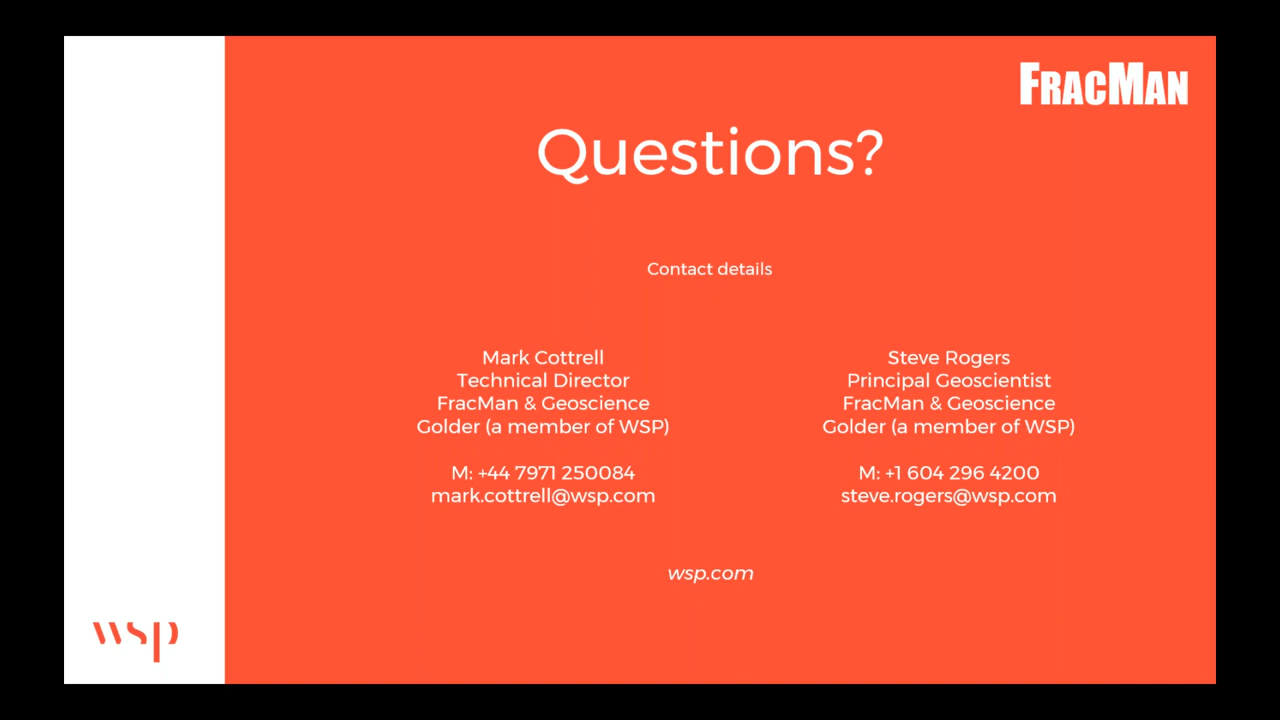 FRACMAN
Questions?
Contact details
Mark Cottrell
Technical Director
FracMan & Geoscience
Golder (a member of WSP)
M: +44 7971 250084
mark.cottrell@wsp.com
Steve Rogers
Principal Geoscientist
FracMan & Geoscience
Golder (a member of WSP)
M: +1 604 296 4200
steve.rogers@wsp.com
wsp.com
wsp